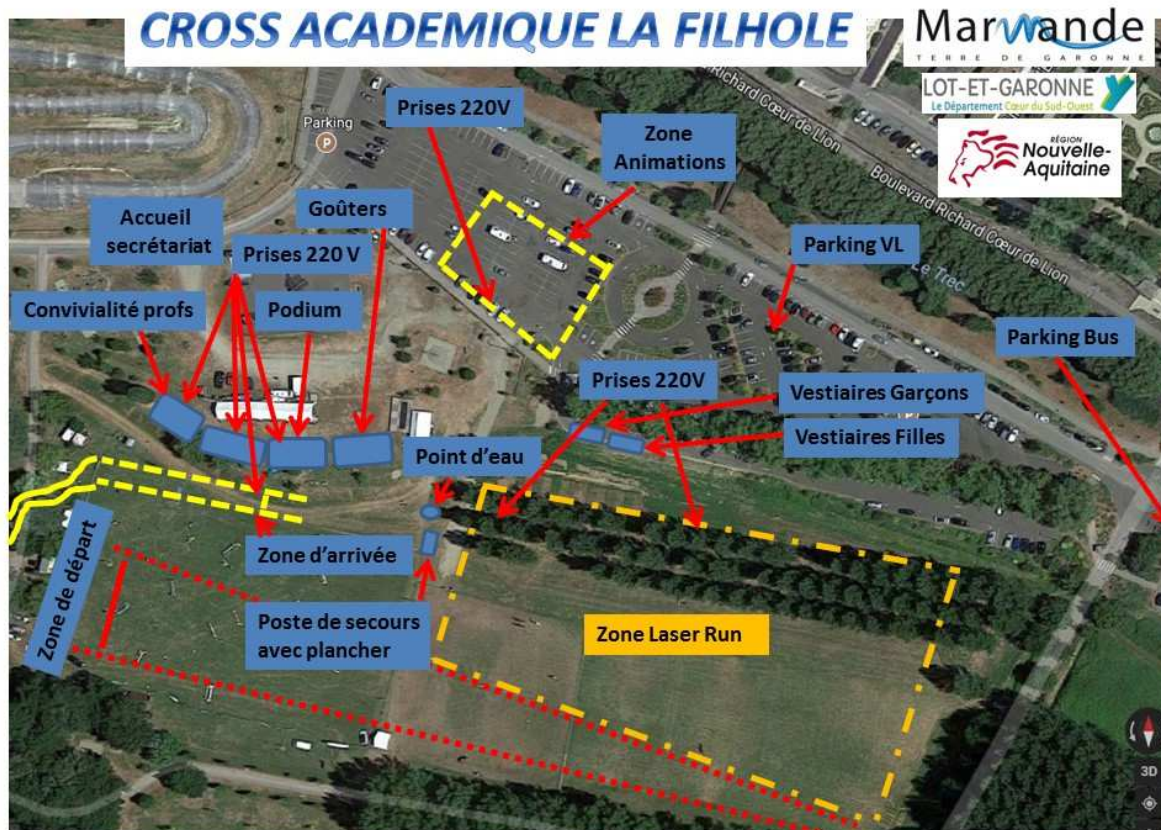 CROSS ACADEMIQUE LA FILHOLE
Marmande
TERRE DE GARONNE
LOT-ET-GARONNE
Le Département Cœur du Sud-Ouest
RÉGION
Nouvelle-
Aquitaine
Parking
P
Prises 220V
Zone
Animations
Richard Cœur de Lion
Boulevard Richard Cœur de Lion
Accueil
secrétariat
Goûters
Prises 220 V
Parking VL
Le Trec
Convivialité profs
Podium
Parking Bus
Prises 220V
Vestiaires Garçons
Vestiaires Filles
Point d'eau
Zone d'arrivée
Zone de départ
Poste de secours
avec plancher
Zone Laser Run
3D